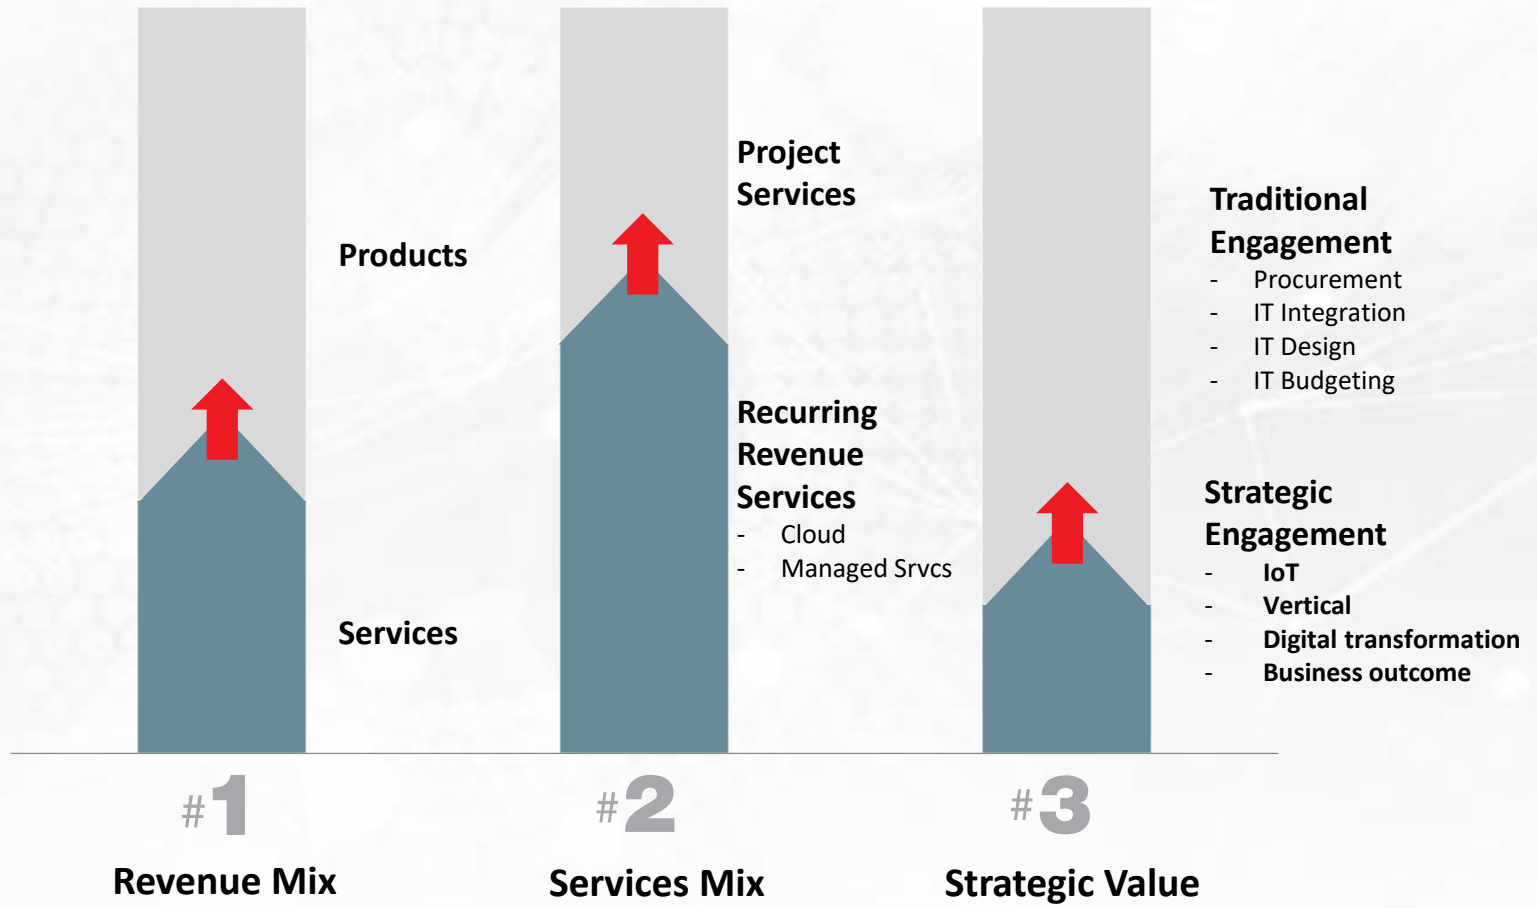 Products
Services
#1
Revenue Mix
Project
Services
Recurring
Revenue
Services
- Cloud
- Managed Srvcs
#2
Services Mix
Traditional
Engagement
- Procurement
- IT Integration
- IT Design
- IT Budgeting
Strategic
Engagement
- IoT
- Vertical
- Digital transformation
- Business outcome
#3
Strategic Value